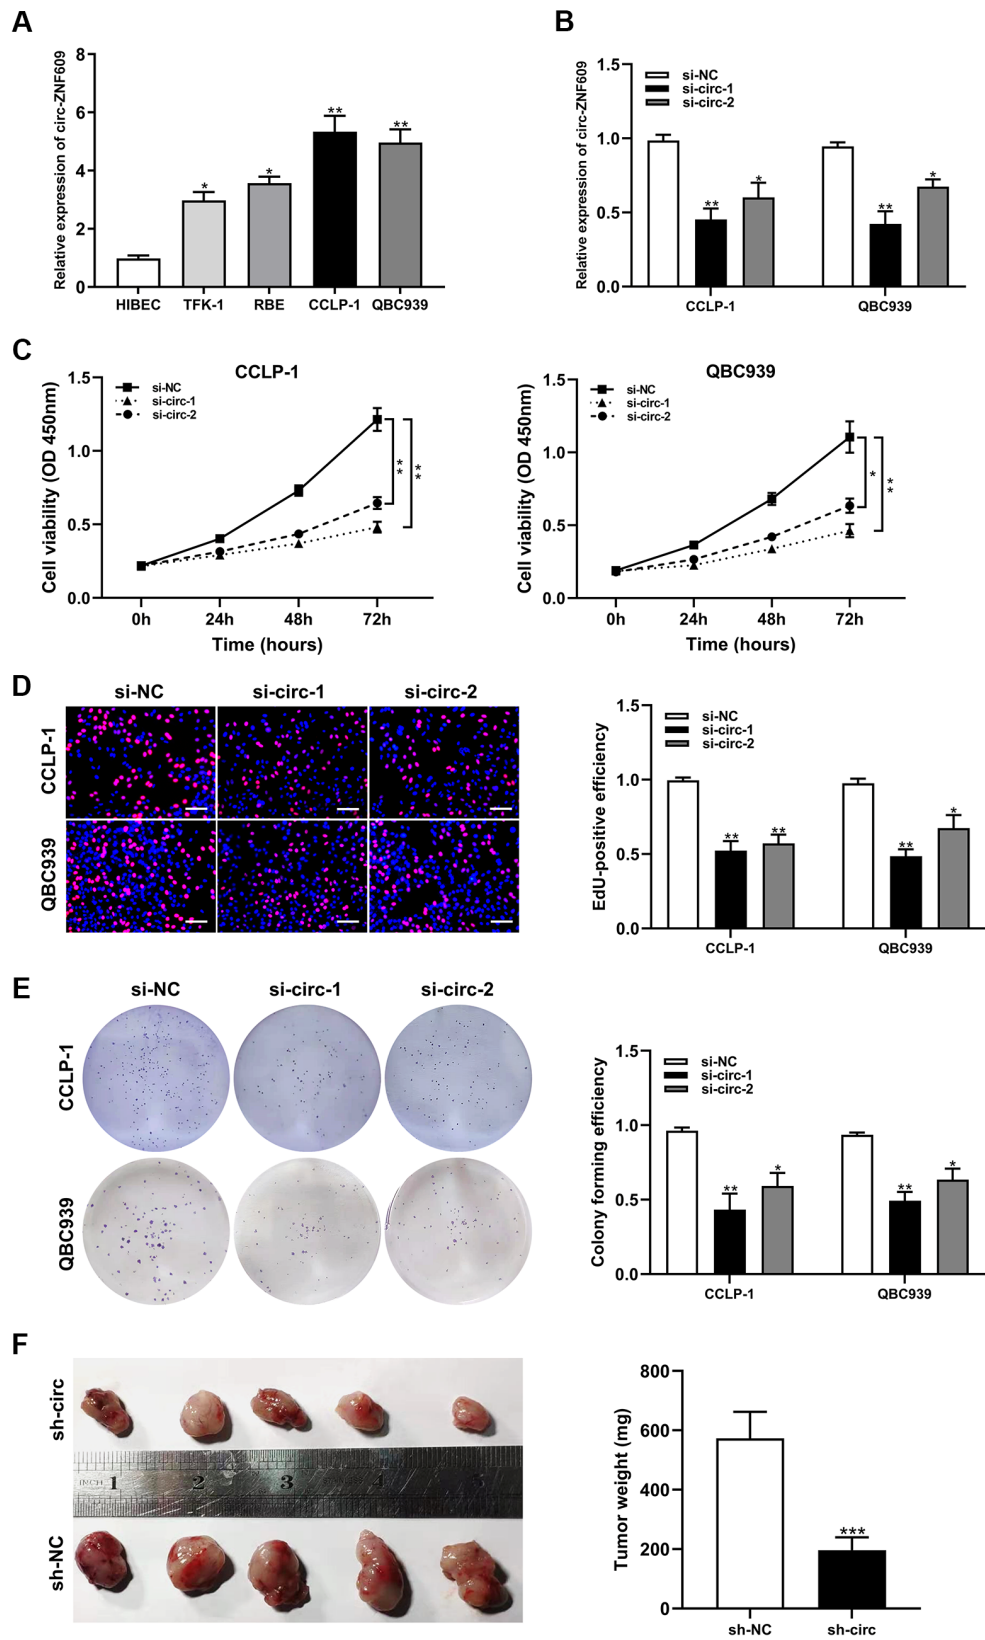 A
Relative expression of circ-ZNF609
8
6
4
2
0
*
*
**
**
HIBEC TFK-1 RBE CCLP-1 QBC939
B
Relative expression of circ-ZNF609
1.5
1.0
0.5
0.0
si-NC
si-circ-1
si-circ-2
**
*
**
*
CCLP-1 QBC939
C
CCLP-1
Cell viability (OD 450nm)
1.5
1.0
0.5
0.0
si-NC
si-circ-1
si-circ-2
**
**
0h 24h 48h 72h
Time (hours)
QBC939
Cell viability (OD 450nm)
1.5
1.0
0.5
0.0
si-NC
si-circ-1
si-circ-2
*
**
0h 24h 48h 72h
Time (hours)
D
si-NC si-circ-1 si-circ-2
CCLP-1
QBC939
EdU-positive efficiency
1.5
1.0
0.5
0.0
si-NC
si-circ-1
si-circ-2
**
**
**
*
CCLP-1 QBC939
E
si-NC si-circ-1 si-circ-2
CCLP-1
QBC939
Colony forming efficiency
1.5
1.0
0.5
0.0
si-NC
si-circ-1
si-circ-2
**
*
**
*
CCLP-1 QBC939
F
sh-circ
INCH 1 2 3 4 5
sh-NC
Tumor weight (mg)
800
600
400
200
0
***
sh-NC sh-circ